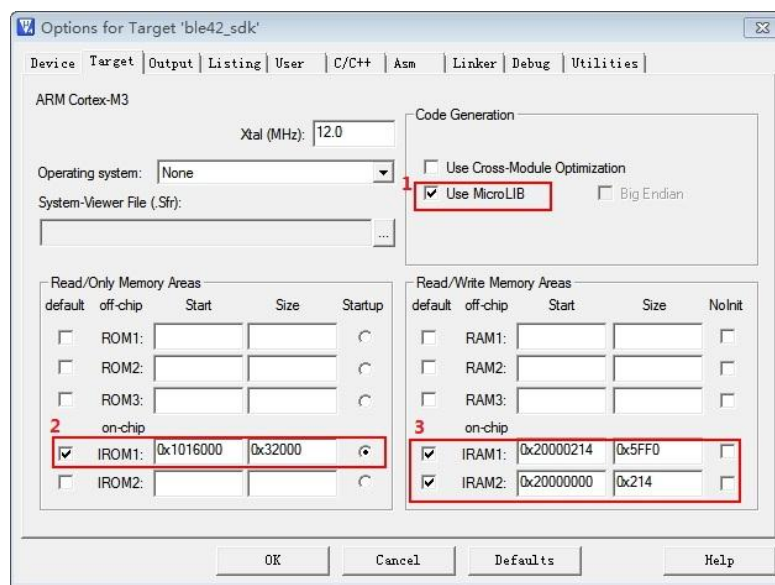 Options for Target 'ble42_sdk'
Device Target Output Listing User C/C++ Asm Linker Debug Utilities
ARM Cortex-M3
Xtal (MHz): 12.0
Operating system: None
System-Viewer File (.Sfr):
...
Code Generation
Use Cross-Module Optimization
1
Use MicroLIB Big Endian
Read/Only Memory Areas
default off-chip Start Size Startup
ROM1:
ROM2:
ROM3:
2 on-chip
IROM1: 0x1016000 0x32000
IROM2:
Read/Write Memory Areas
default off-chip Start Size NoInit
RAM1:
RAM2:
RAM3:
3 on-chip
IRAM1: 0x20000214 0x5FF0
IRAM2: 0x20000000 0x214
OK Cancel Defaults Help